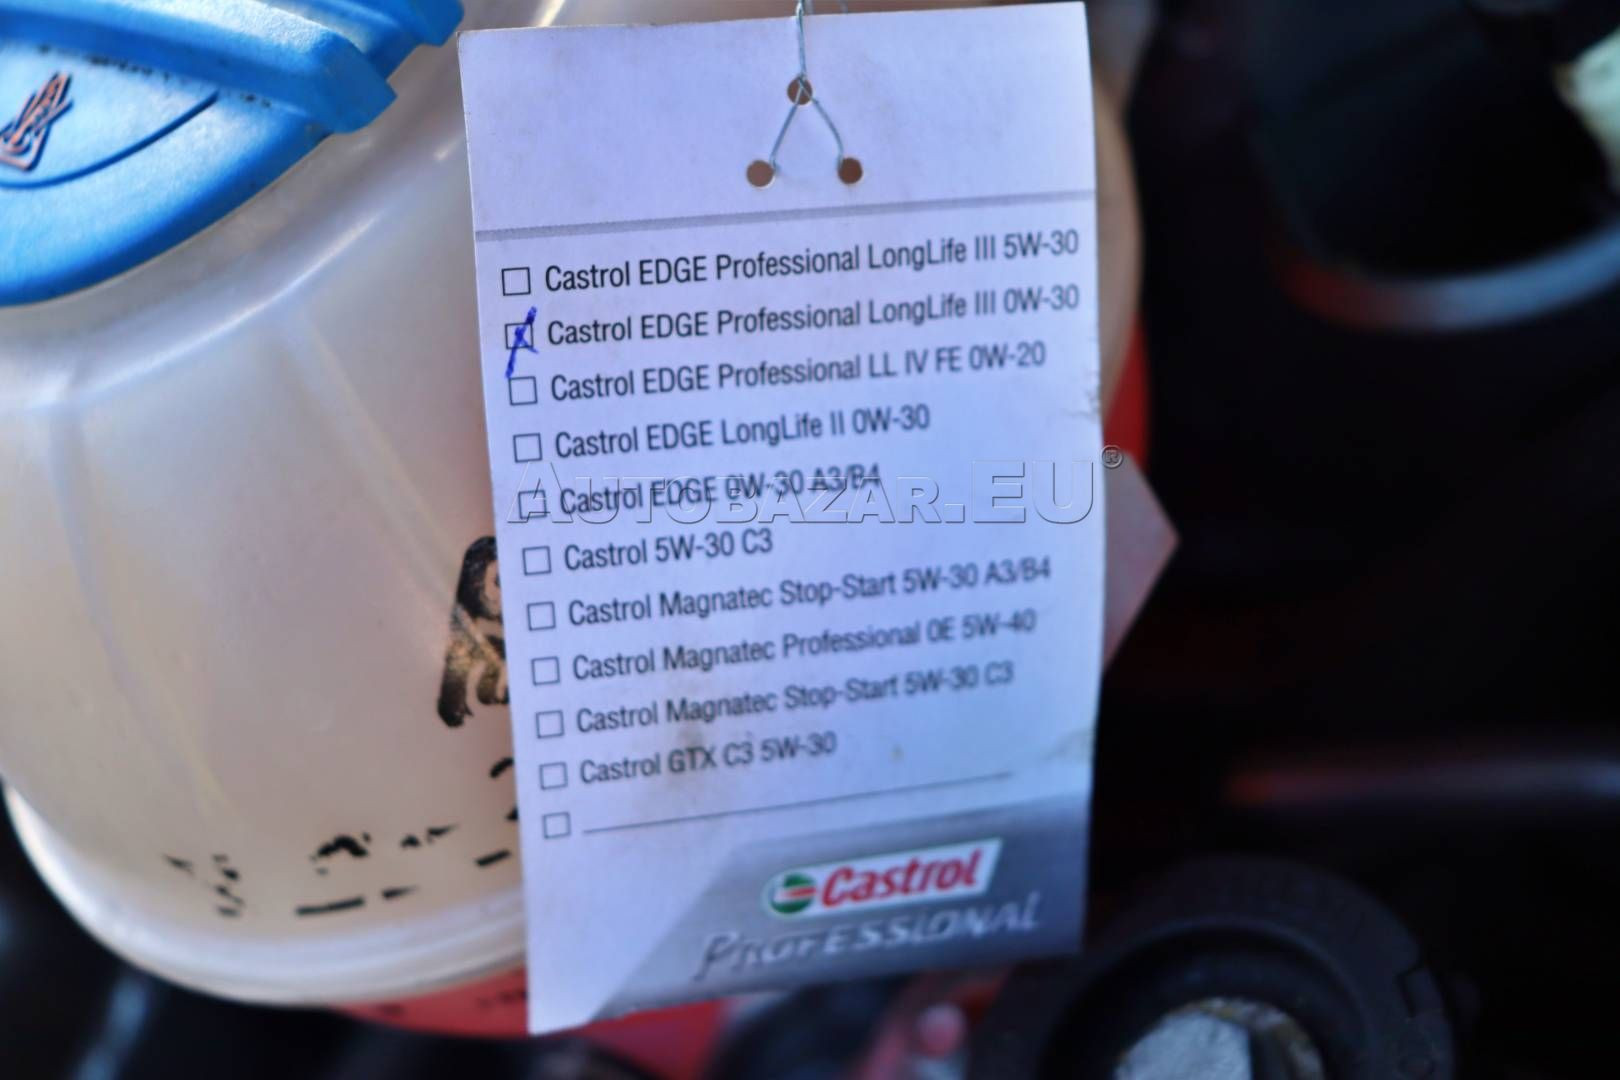 Castrol EDGE Professional LongLife III 5W-30
Castrol EDGE Professional LongLife III 0W-30
Castrol EDGE Professional LL IV FE 0W-20
Castrol EDGE LongLife II 0W-30
Castrol EDGE 0W-30 A3/B4
AUTOBAZAR.EU®
Castrol 5W-30 C3
Castrol Magnatec Stop-Start 5W-30 A3/B4
Castrol Magnatec Professional OE 5W-40
Castrol Magnatec Stop-Start 5W-30 C3
Castrol GTX C3 5W-30
Castrol
PROFESSIONAL